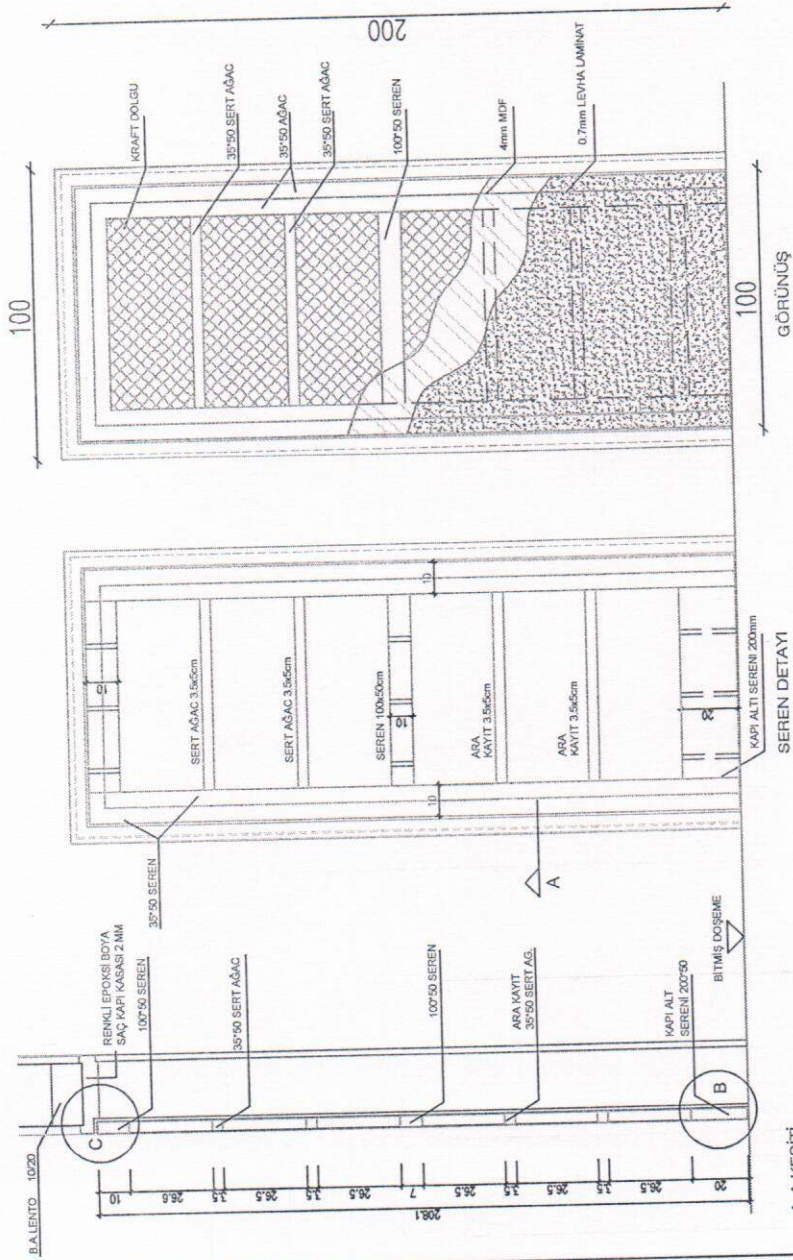 B.A.LENTO 10/20
RENKLİ EPOKSİ BOYA
SAÇ KAPI KASASI 2 MM
C
100*50 SEREN
35*50 SERT AĞAC
100*50 SEREN
ARA KAYIT
35*50 SERT AĞ.
KAPI ALT
SERENİ 200*50
B
BİTMİŞ DOŞEME
10
26.6
3.5
26.5
3.5
26.5
7
26.5
3.5
26.5
3.5
26.5
208.1
A-A KESİTİ
35*50 SEREN
10
SERT AĞAC 3.5x5cm
SERT AĞAC 3.5x5cm
SEREN 100x50cm
10
ARA
KAYIT 3.5x5cm
ARA
KAYIT 3.5x5cm
10
10
A
KAPI ALTI SERENİ 200mm
SEREN DETAYI
100
KRAFT DOLGU
35*50 SERT AĞAC
35*50 AĞAC
35*50 SERT AĞAC
100*50 SEREN
4mm MDF
0.7mm LEVHA LAMİNAT
200
100
GÖRÜNÜŞ